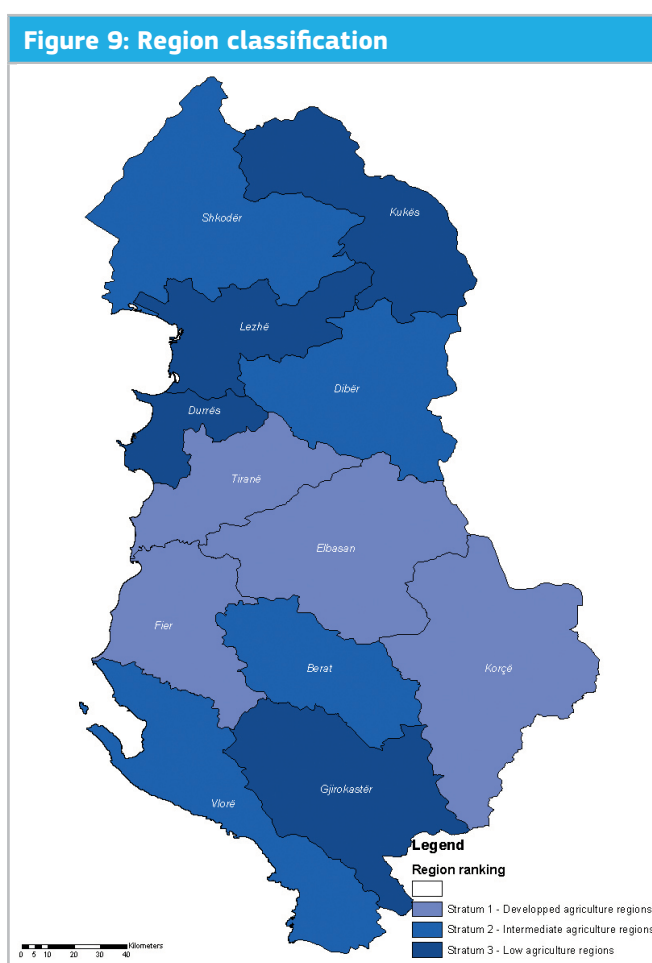 Figure 9: Region classification
Shkodër
Kukës
Lezhë
Dibër
Durrës
Tiranë
Elbasan
Fier
Berat
Korçë
Gjirokastër
Vlorë
Legend
Region ranking
Stratum 1 - Developped agriculture regions
Stratum 2 - Intermediate agriculture regions
Stratum 3 - Low agriculture regions
Kilometers
0 5 10 20 30 40